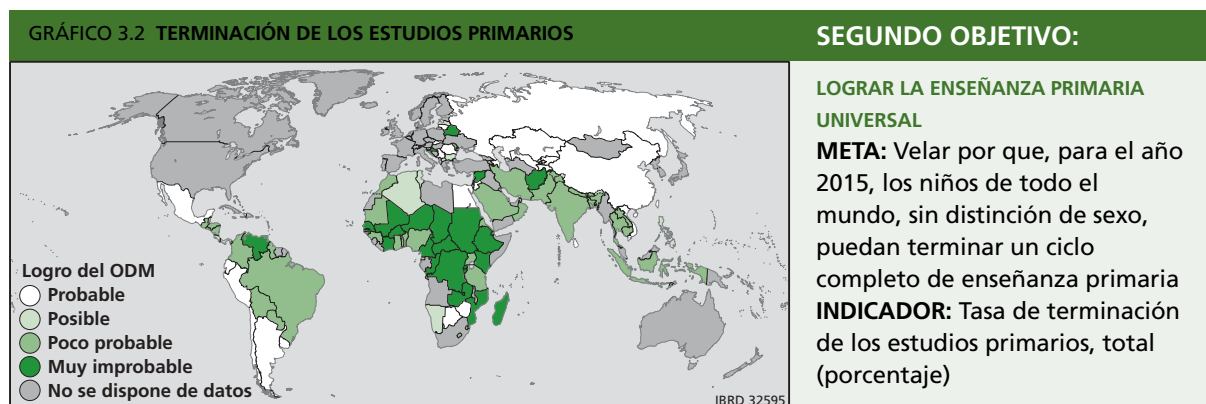 GRÁFICO 3.2 TERMINACIÓN DE LOS ESTUDIOS PRIMARIOS
Logro del ODM
Probable
Posible
Poco probable
Muy improbable
No se dispone de datos
IBRD 32595
SEGUNDO OBJETIVO:
LOGRAR LA ENSEÑANZA PRIMARIA
UNIVERSAL
META: Velar por que, para el año
2015, los niños de todo el
mundo, sin distinción de sexo,
puedan terminar un ciclo
completo de enseñanza primaria
INDICADOR: Tasa de terminación
de los estudios primarios, total
(porcentaje)